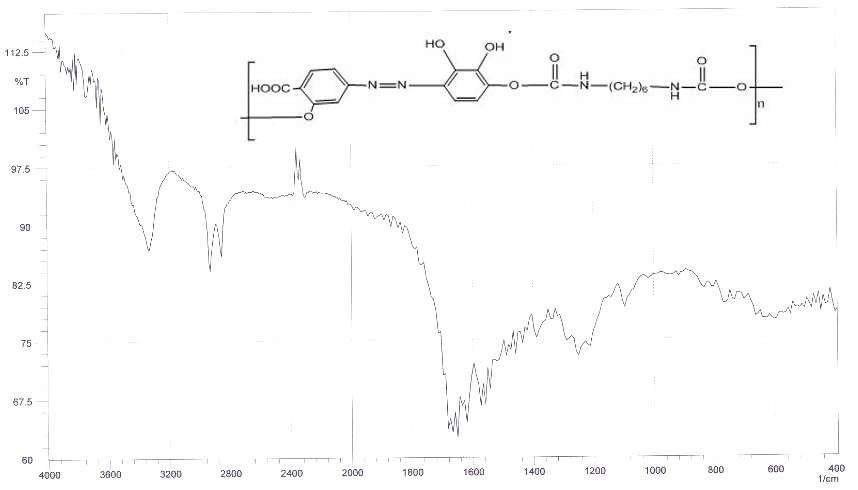 112.5
%T
105
97.5
90
82.5
75
67.5
60
4000 3600 3200 2800 2400 2000 1800 1600 1400 1200 1000 800 600 400
1/cm
HO OH
HOOC N N O O C H N (CH2)6 N H O C O n
O